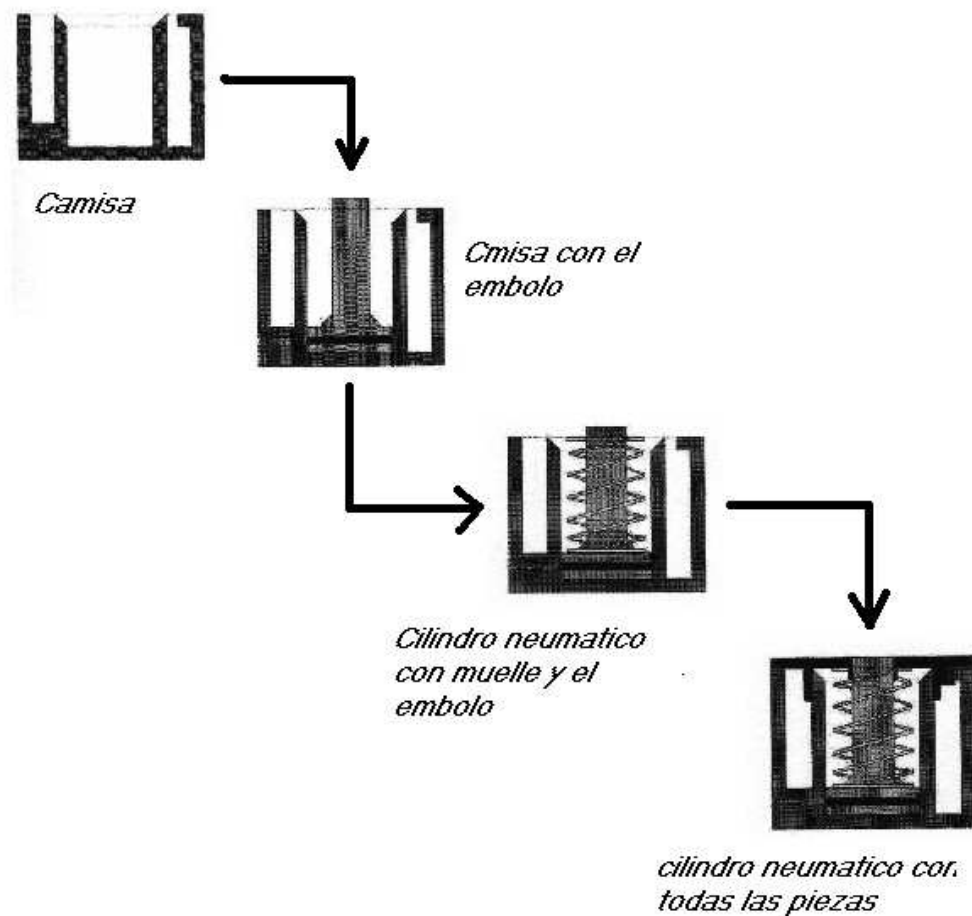 Camisa
Cmisa con el
embolo
Cilindro neumatico
con muelle y el
embolo
cilindro neumatico con
todas las piezas